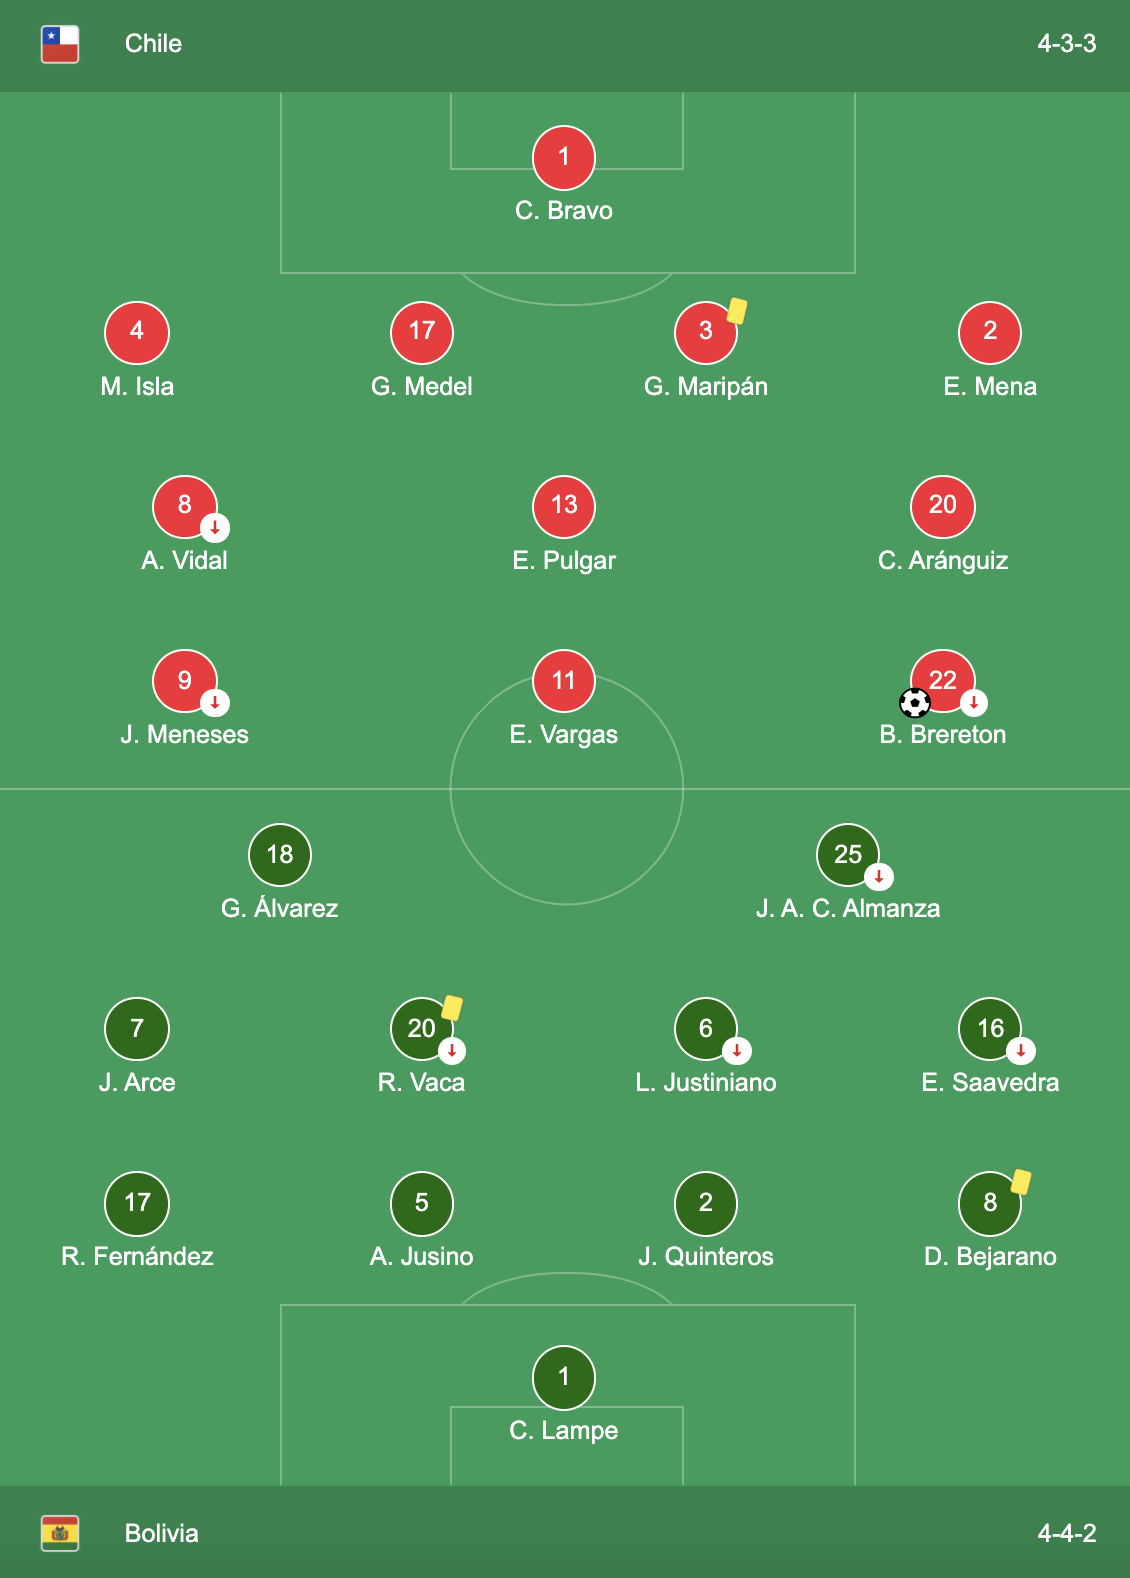 Chile 4-3-3
1
C. Bravo
4 17 3 2
M. Isla G. Medel G. Maripán E. Mena
8 13 20
A. Vidal E. Pulgar C. Aránguiz
9 11 22
J. Meneses E. Vargas B. Brereton
18 25
G. Álvarez J. A. C. Almanza
7 20 6 16
J. Arce R. Vaca L. Justiniano E. Saavedra
17 5 2 8
R. Fernández A. Jusino J. Quinteros D. Bejarano
1
C. Lampe
Bolivia 4-4-2